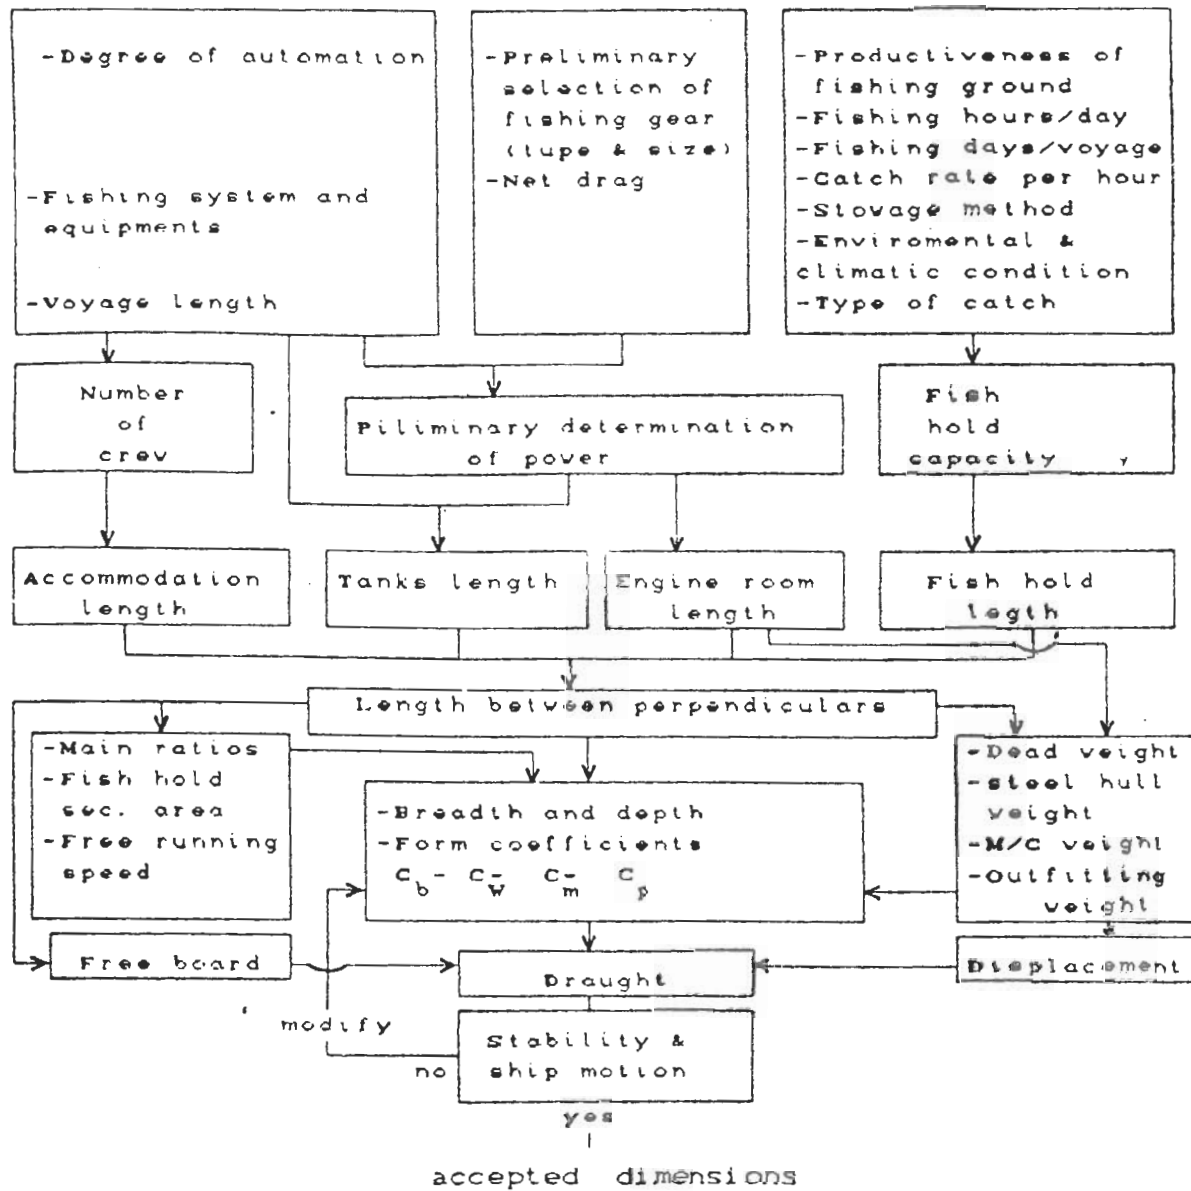 -Degree of automation
-Fishing system and
equipments
-Voyage length
-Preliminary
selection of
fishing gear
(tupe & size)
-Net drag
-Productiveness of
fishing ground
-Fishing hours/day
-Fishing days/voyage
-Catch rate per hour
-Stowage method
-Enviromental &
climatic condition
-Type of catch
Number
of
crew
Piliminary determination
of power
Fish
hold
capacity
Accommodation
length
Tanks length
Engine room
length
Fish hold
legth
Length between perpendiculars
-Main ratios
-Fish hold
sec. area
-Free running
speed
-Breadth and depth
-Form coefficients
C_b- C_w- C_m- C_p
-Dead weight
-steel hull
weight
-M/C weight
-Outfitting
weight
Free board
Draught
Displacement
modify
Stability &
ship motion
no
yes
accepted dimensions